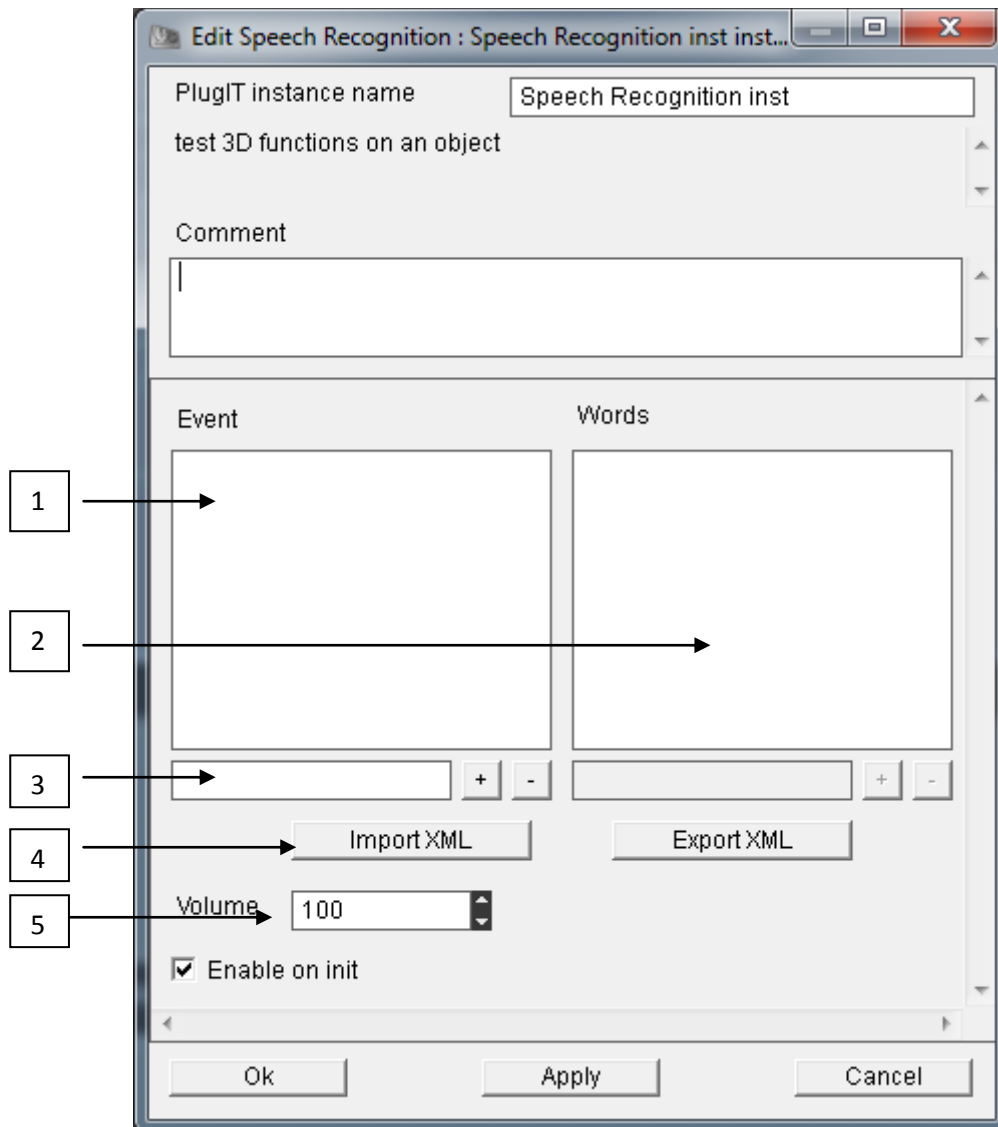 Edit Speech Recognition : Speech Recognition inst inst...
PlugIT instance name Speech Recognition inst
test 3D functions on an object
Comment
Event Words
1
2
3 + - + -
4 Import XML Export XML
5 Volume 100
Enable on init
Ok Apply Cancel